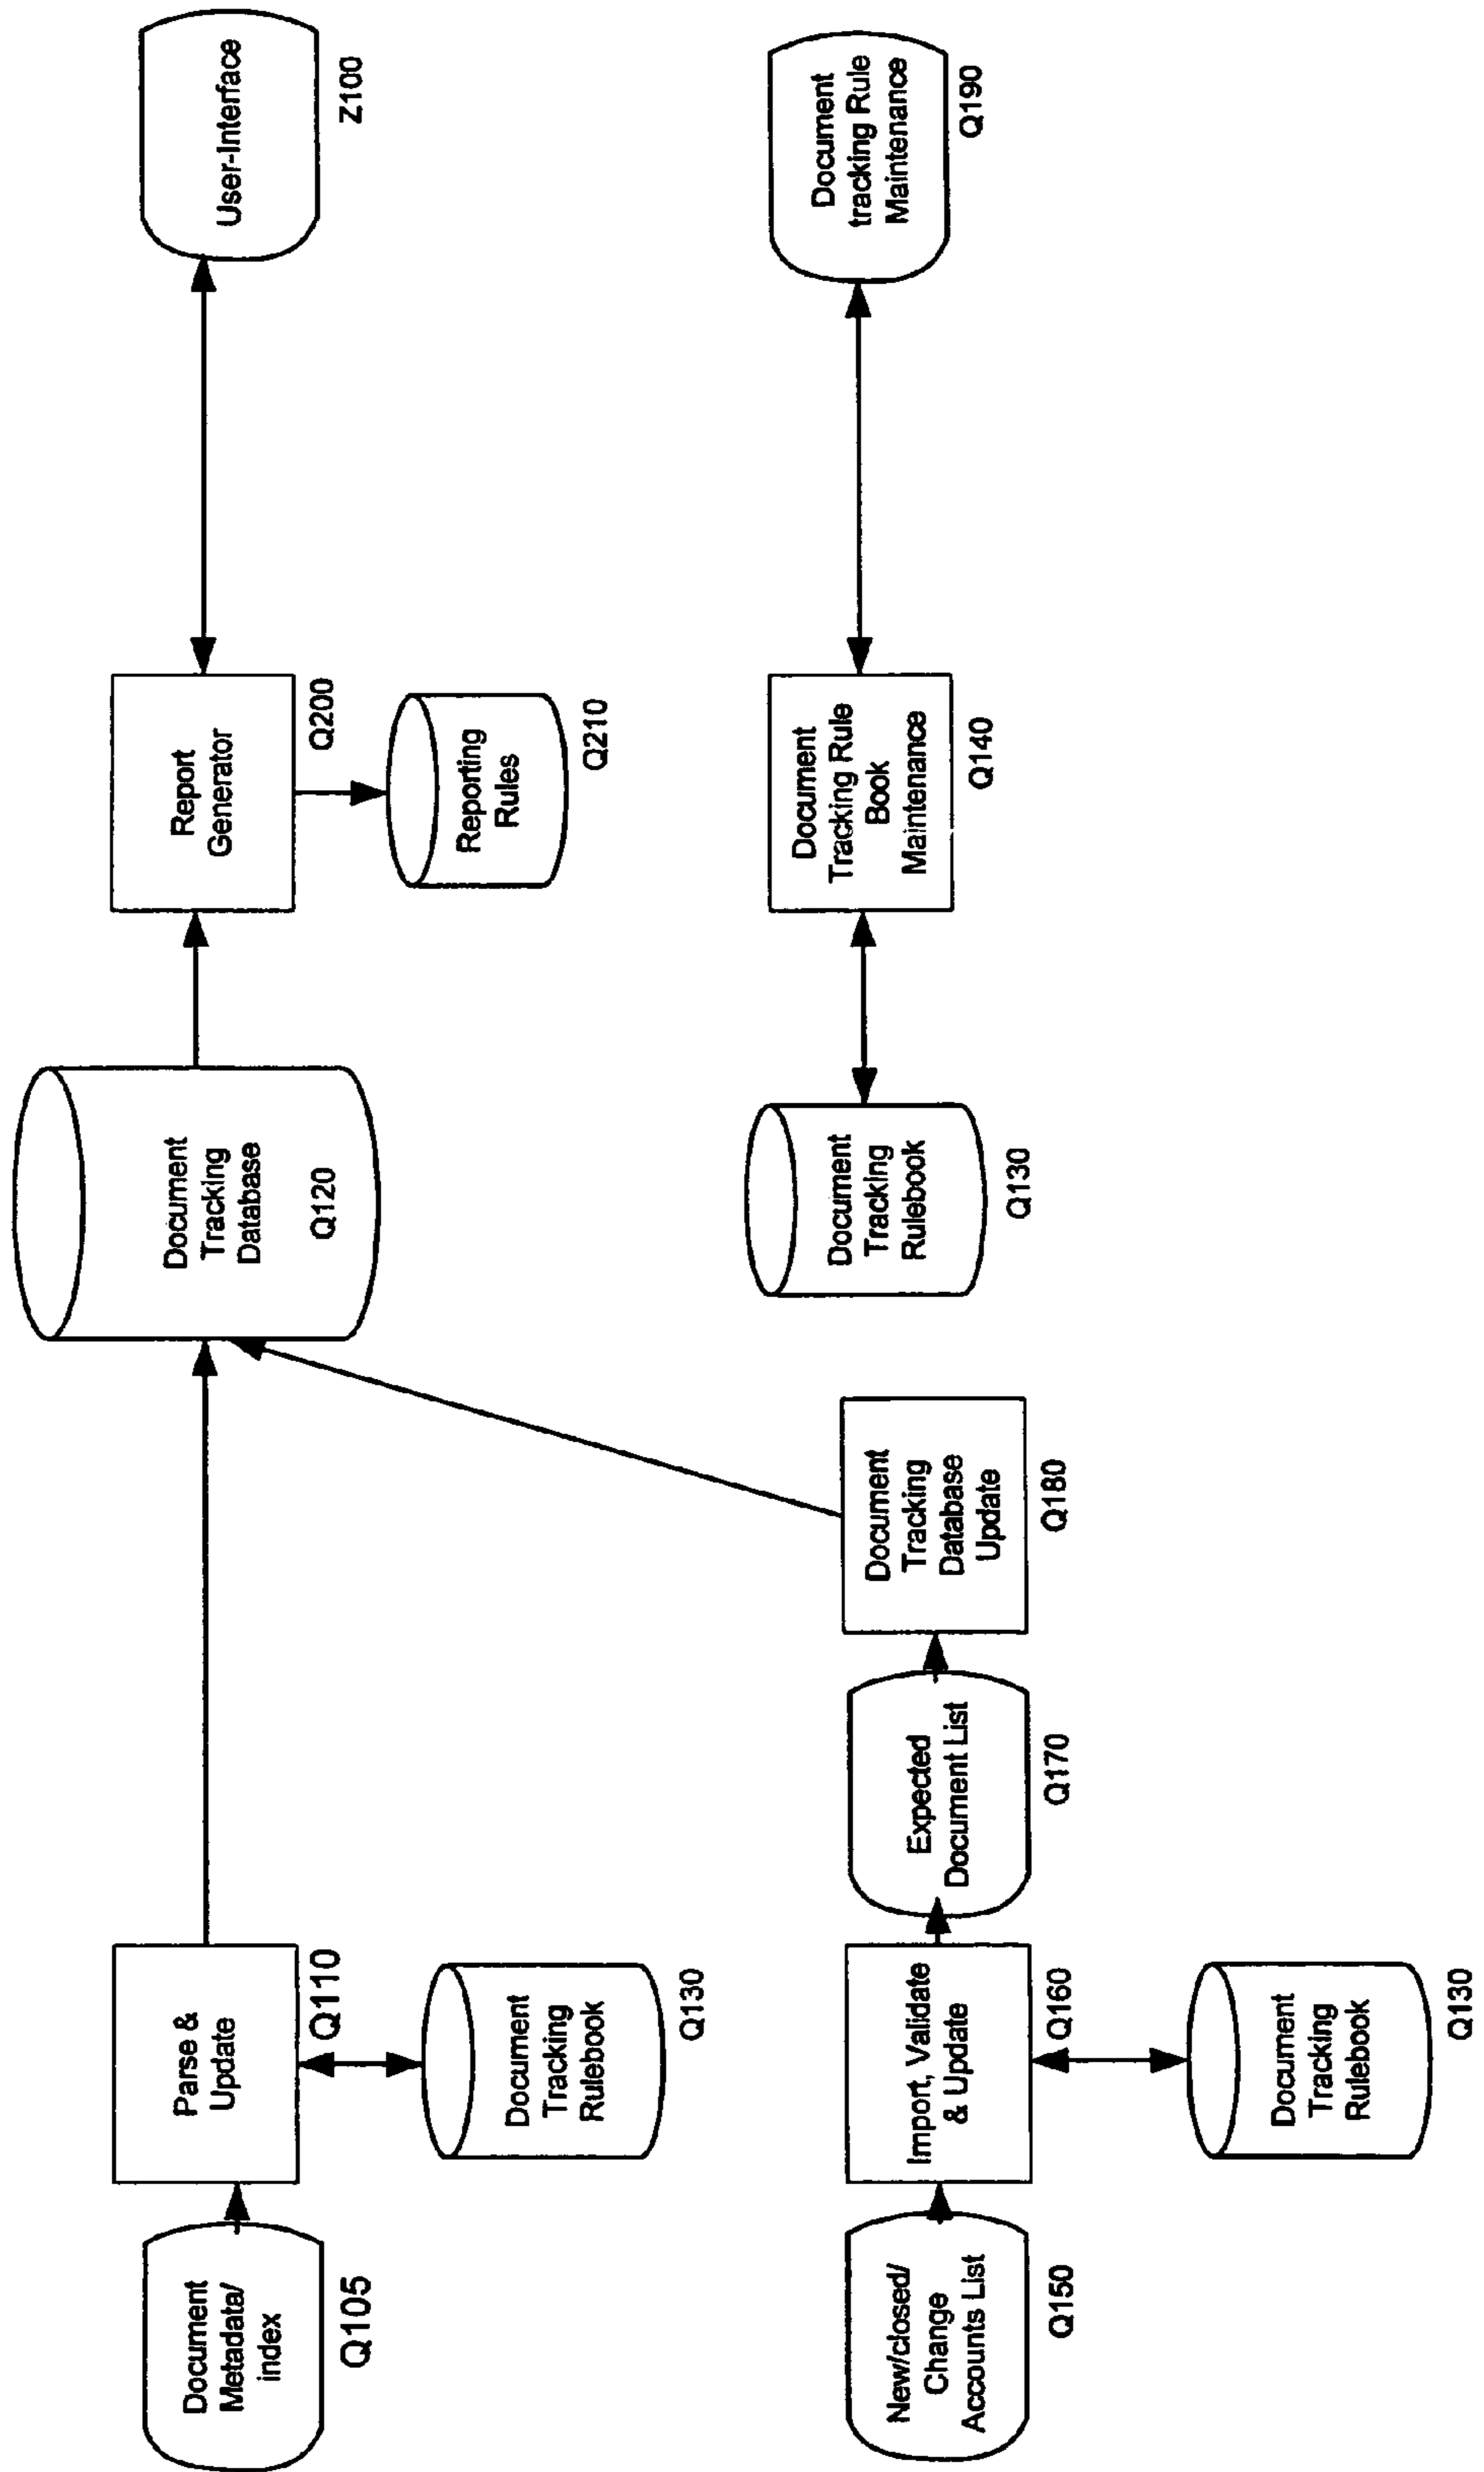 Document
Metadata/
index
Q105
Parse &
Update
Q110
Document
Tracking
Rulebook
Q130
Document
Tracking
Database
Q120
Report
Generator
Q200
Reporting
Rules
Q210
User-Interface
Z100
New/closed/
Change
Accounts List
Q150
Import, Validate
& Update
Q160
Document
Tracking
Rulebook
Q130
Expected
Document List
Q170
Document
Tracking
Database
Update
Q180
Document
Tracking
Rulebook
Q130
Document
Tracking Rule
Book
Maintenance
Q140
Document
tracking Rule
Maintenance
Q190